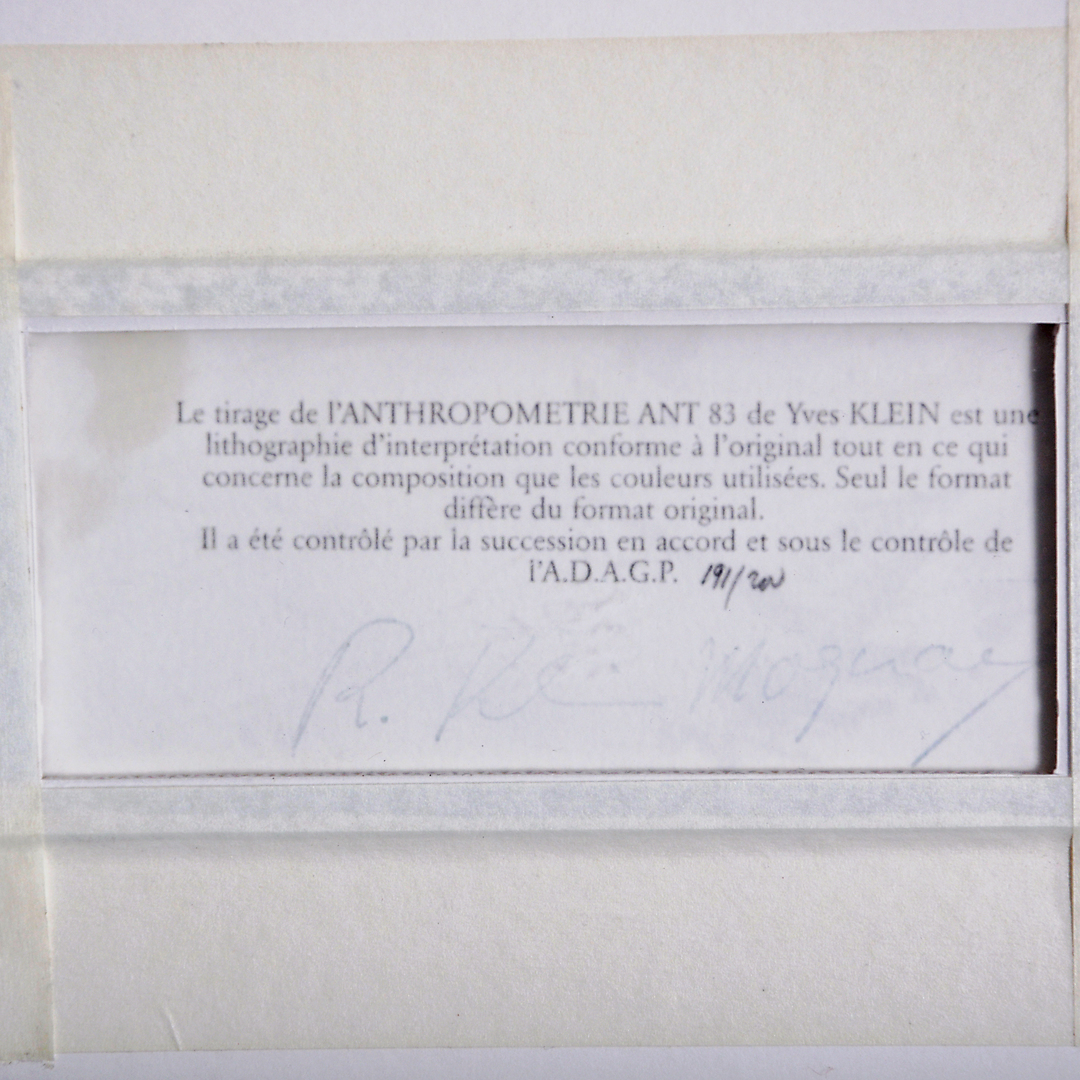 Le tirage de l'ANTHROPOMETRIE ANT 83 de Yves KLEIN est une
lithographie d'interprétation conforme à l'original tout en ce qui
concerne la composition que les couleurs utilisées. Seul le format
diffère du format original.
Il a été contrôlé par la succession en accord et sous le contrôle de
l'A.D.A.G.P. 191/200
R. Moquay